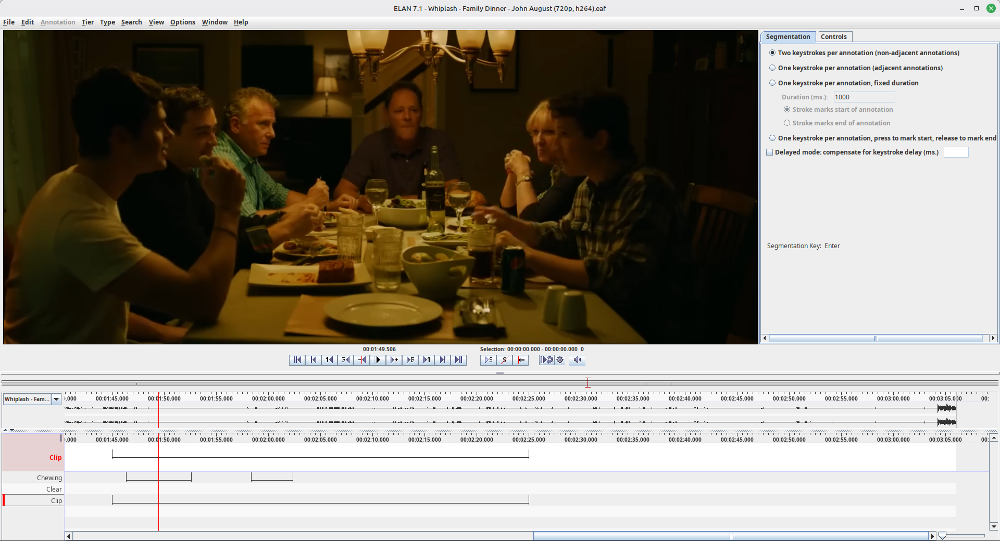 ELAN 7.1 - Whiplash - Family Dinner - John August (720p, h264).eaf
File Edit Annotation Tier Type Search View Options Window Help
Segmentation Controls
Two keystrokes per annotation (non-adjacent annotations)
One keystroke per annotation (adjacent annotations)
One keystroke per annotation, fixed duration
Duration (ms.): 1000
Stroke marks start of annotation
Stroke marks end of annotation
One keystroke per annotation, press to mark start, release to mark end
Delayed mode: compensate for keystroke delay (ms.)
Segmentation Key: Enter
00:01:49.506
Selection: 00:00:00.000 - 00:00:00.000 0
Whiplash - Fam...
).000 00:01:45.000 00:01:50.000 00:01:55.000 00:02:00.000 00:02:05.000 00:02:10.000 00:02:15.000 00:02:20.000 00:02:25.000 00:02:30.000 00:02:35.000 00:02:40.000 00:02:45.000 00:02:50.000 00:02:55.000 00:03:00.000 00:03:05.000 00:
).000 00:01:45.000 00:01:50.000 00:01:55.000 00:02:00.000 00:02:05.000 00:02:10.000 00:02:15.000 00:02:20.000 00:02:25.000 00:02:30.000 00:02:35.000 00:02:40.000 00:02:45.000 00:02:50.000 00:02:55.000 00:03:00.000 00:03:05.000 00:
Clip
Chewing
Clear
Clip